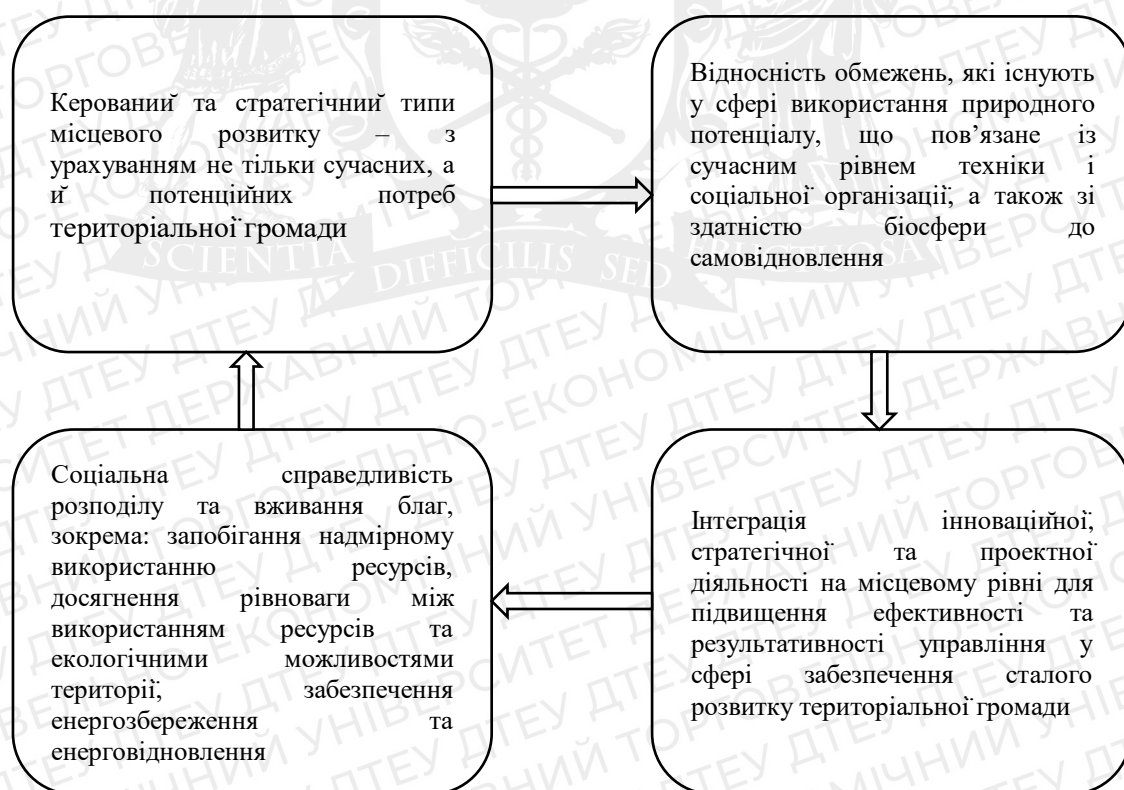 Керований та стратегічний типи
місцевого розвитку – з
урахуванням не тільки сучасних, а
й потенційних потреб
територіальної громади
Відносність обмежень, які існують
у сфері використання природного
потенціалу, що пов’язане із
сучасним рівнем техніки і
соціальної організації, а також зі
здатністю біосфери до
самовідновлення
Соціальна справедливість
розподілу та вживання благ,
зокрема: запобігання надмірному
використанню ресурсів,
досягнення рівноваги між
використанням ресурсів та
екологічними можливостями
території, забезпечення
енергозбереження та
енерговідновлення
Інтеграція інноваційної,
стратегічної та проектної
діяльності на місцевому рівні для
підвищення ефективності та
результативності управління у
сфері забезпечення сталого
розвитку територіальної громади
SCIENTIA DIFFICILIS SED FRUCTUOSA